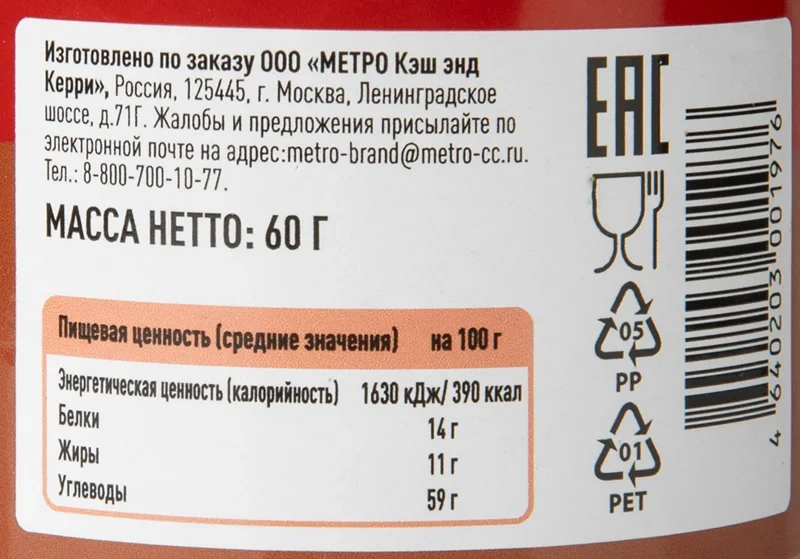 Изготовлено по заказу ООО «МЕТРО Кэш энд
Керри», Россия, 125445, г. Москва, Ленинградское
шоссе, д.71Г. Жалобы и предложения присылайте по
электронной почте на адрес:metro-brand@metro-cc.ru.
Тел.: 8-800-700-10-77.
МАССА НЕТТО: 60 Г
Пищевая ценность (средние значения) на 100 г
Энергетическая ценность (калорийность) 1630 кДж/ 390 ккал
Белки 14 г
Жиры 11 г
Углеводы 59 г
EAC
05
PP
01
PET
4 640203 001976